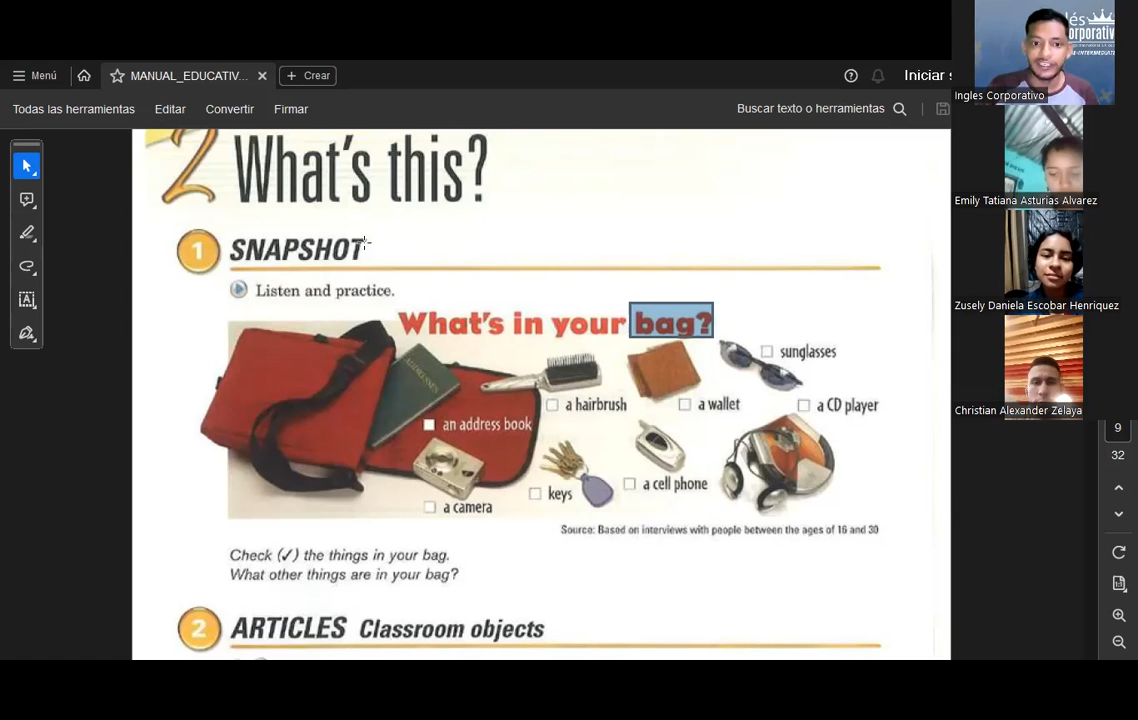 Menú
MANUAL_EDUCATIV...
Crear
Iniciar s
Todas las herramientas
Editar
Convertir
Firmar
Buscar texto o herramientas
2 What's this?
1 SNAPSHOT
Listen and practice.
What's in your bag?
ADDRESSES
sunglasses
a hairbrush
a wallet
a CD player
an address book
keys
a cell phone
a camera
Source: Based on interviews with people between the ages of 16 and 30
Check (✓) the things in your bag.
What other things are in your bag?
2 ARTICLES Classroom objects
9
32
Ingles Corporativo
Emily Tatiana Asturias Alvarez
Zusely Daniela Escobar Henriquez
Christian Alexander Zelaya